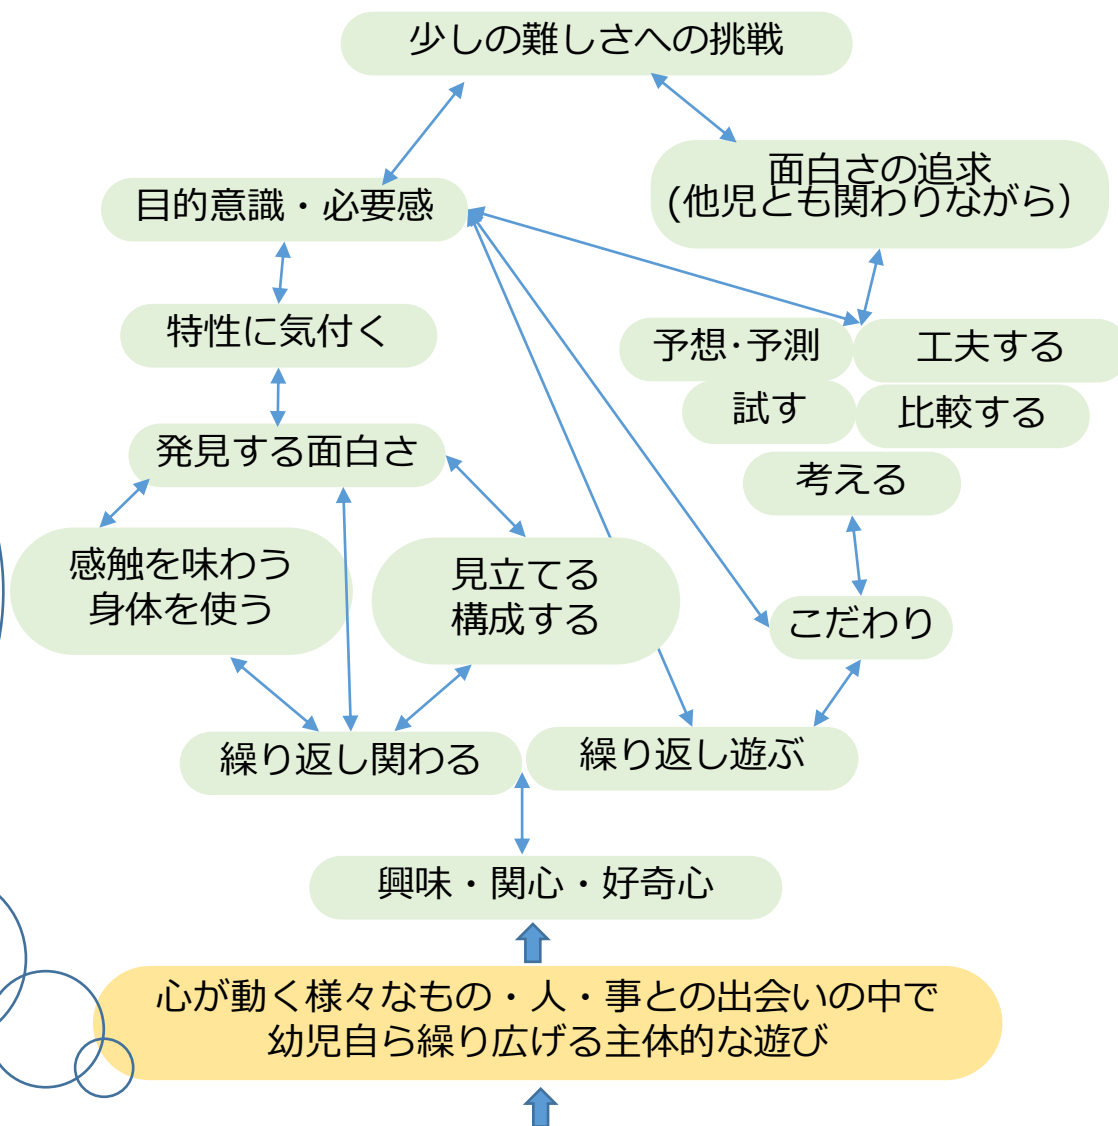 少しの難しさへの挑戦
面白さの追求
(他児とも関わりながら）
目的意識・必要感
特性に気付く
予想･予測
工夫する
試す
比較する
発見する面白さ
考える
感触を味わう
身体を使う
見立てる
構成する
こだわり
繰り返し関わる
繰り返し遊ぶ
興味・関心・好奇心
心が動く様々なもの・人・事との出会いの中で
幼児自ら繰り広げる主体的な遊び